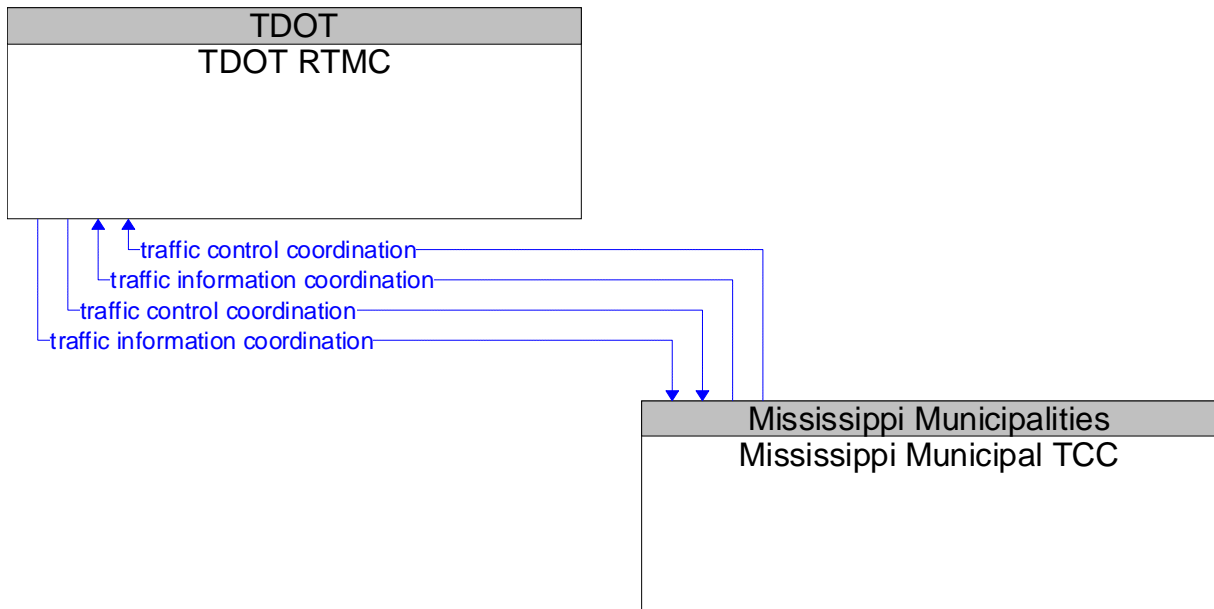 TDOT
TDOT RTMC
traffic control coordination
traffic information coordination
traffic control coordination
traffic information coordination
Mississippi Municipalities
Mississippi Municipal TCC